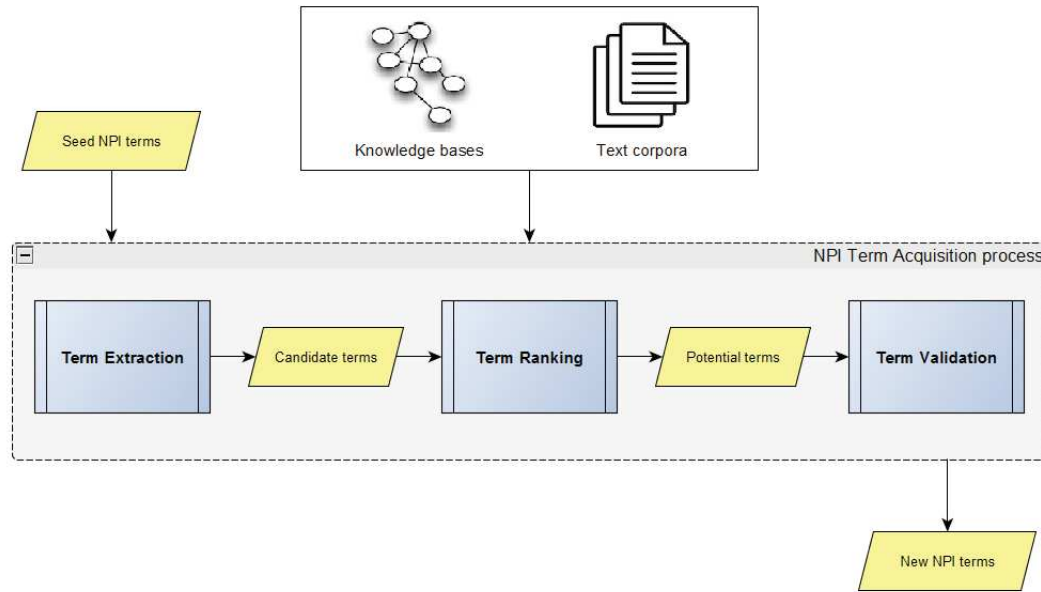 Knowledge bases
Text corpora
Seed NPI terms
NPI Term Acquisition process
Term Extraction
Candidate terms
Term Ranking
Potential terms
Term Validation
New NPI terms